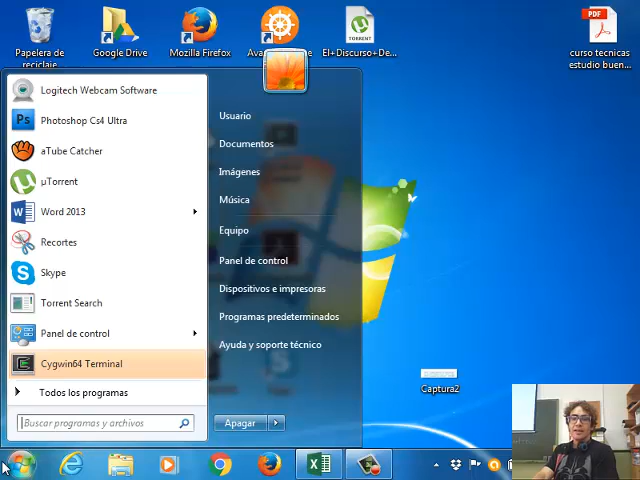 Papelera de
reciclaje
Google Drive
Mozilla Firefox
El+Discurso+De...
TORRENT
PDF
curso tecnicas
estudio buen...
Logitech Webcam Software
Ps
Photoshop Cs4 Ultra
aTube Catcher
µTorrent
Word 2013
Recortes
Skype
Torrent Search
Panel de control
Cygwin64 Terminal
Todos los programas
Buscar programas y archivos
Usuario
Documentos
Imágenes
Música
Equipo
Panel de control
Dispositivos e impresoras
Programas predeterminados
Ayuda y soporte técnico
Apagar
Captura2